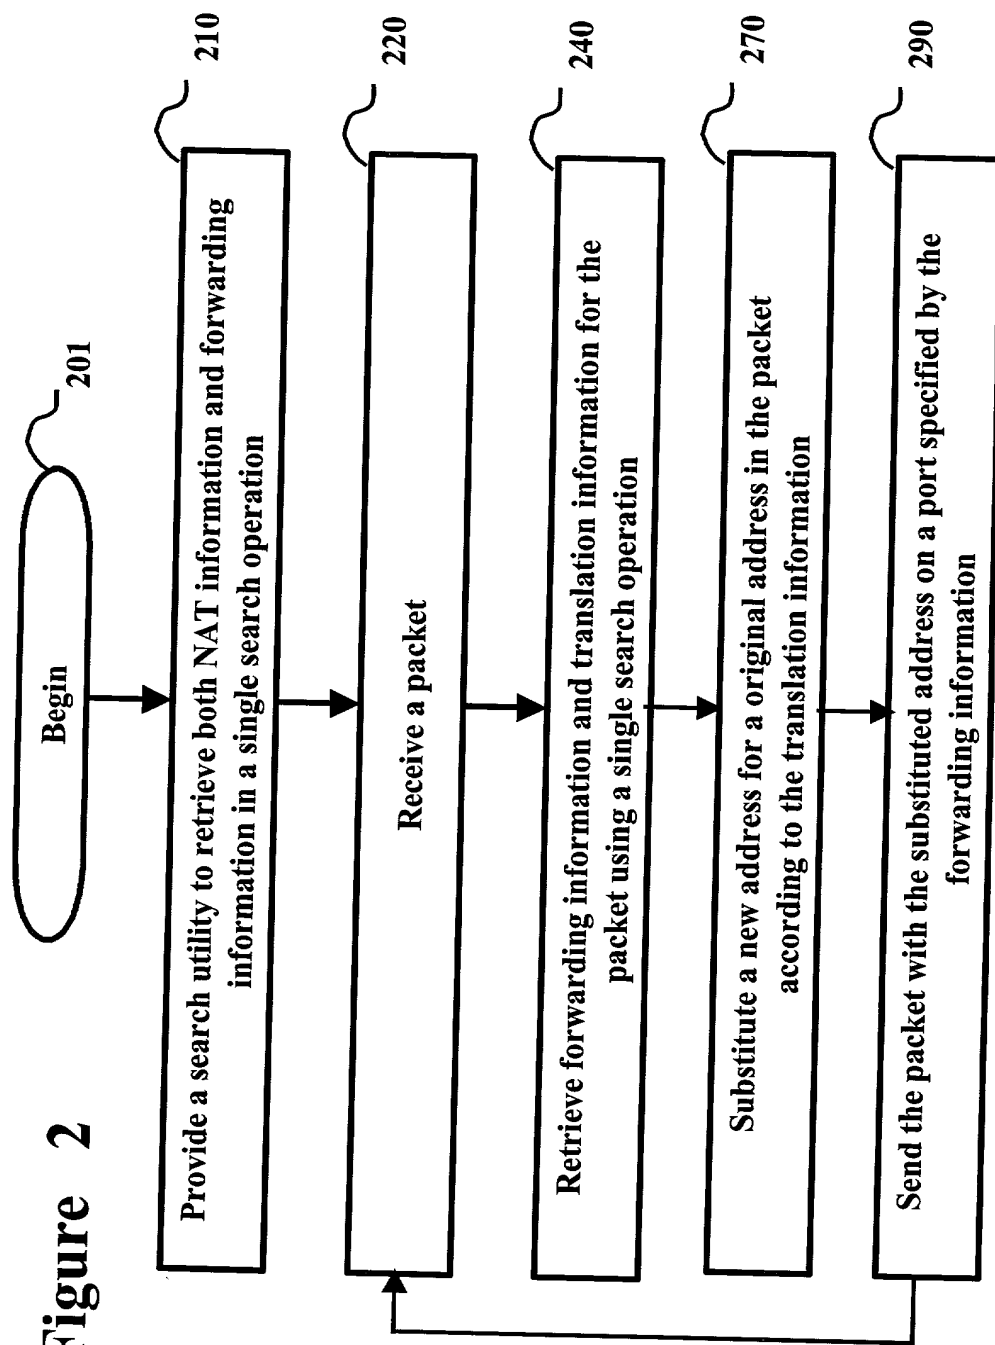 Figure 2
Begin
201
Provide a search utility to retrieve both NAT information and forwarding
information in a single search operation
210
Receive a packet
220
Retrieve forwarding information and translation information for the
packet using a single search operation
240
Substitute a new address for a original address in the packet
according to the translation information
270
Send the packet with the substituted address on a port specified by the
forwarding information
290